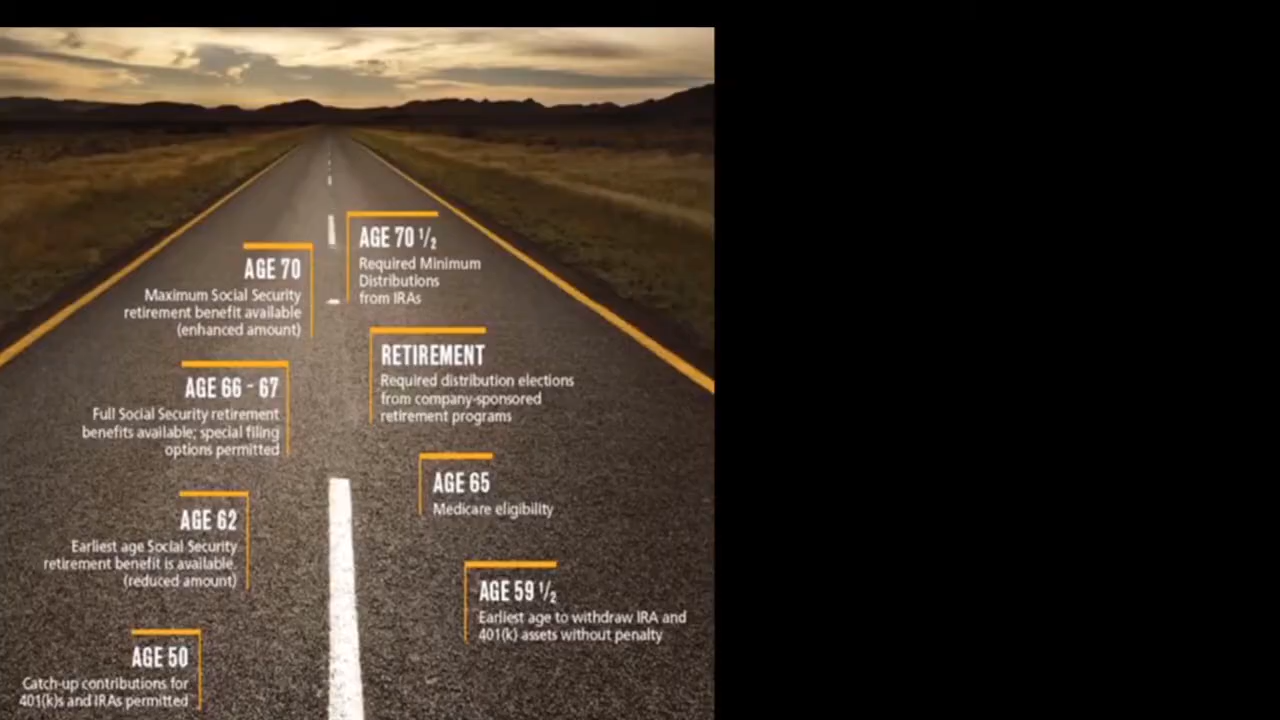 AGE 70 ½
Required Minimum
Distributions
from IRAs
AGE 70
Maximum Social Security
retirement benefit available
(enhanced amount)
RETIREMENT
Required distribution elections
from company-sponsored
retirement programs
AGE 66 - 67
Full Social Security retirement
benefits available; special filing
options permitted
AGE 65
Medicare eligibility
AGE 62
Earliest age Social Security
retirement benefit is available.
(reduced amount)
AGE 59 ½
Earliest age to withdraw IRA and
401(k) assets without penalty
AGE 50
Catch-up contributions for
401(k)s and IRAs permitted